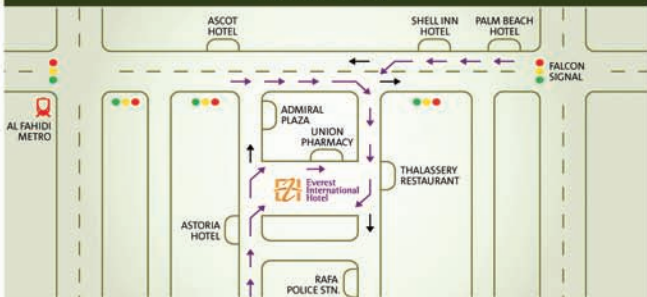 ASCOT
HOTEL
SHELL INN
HOTEL
PALM BEACH
HOTEL
FALCON
SIGNAL
AL FAHIDI
METRO
ADMIRAL
PLAZA
UNION
PHARMACY
THALASSERY
RESTAURANT
Everest
International
Hotel
ASTORIA
HOTEL
RAFA
POLICE STN.